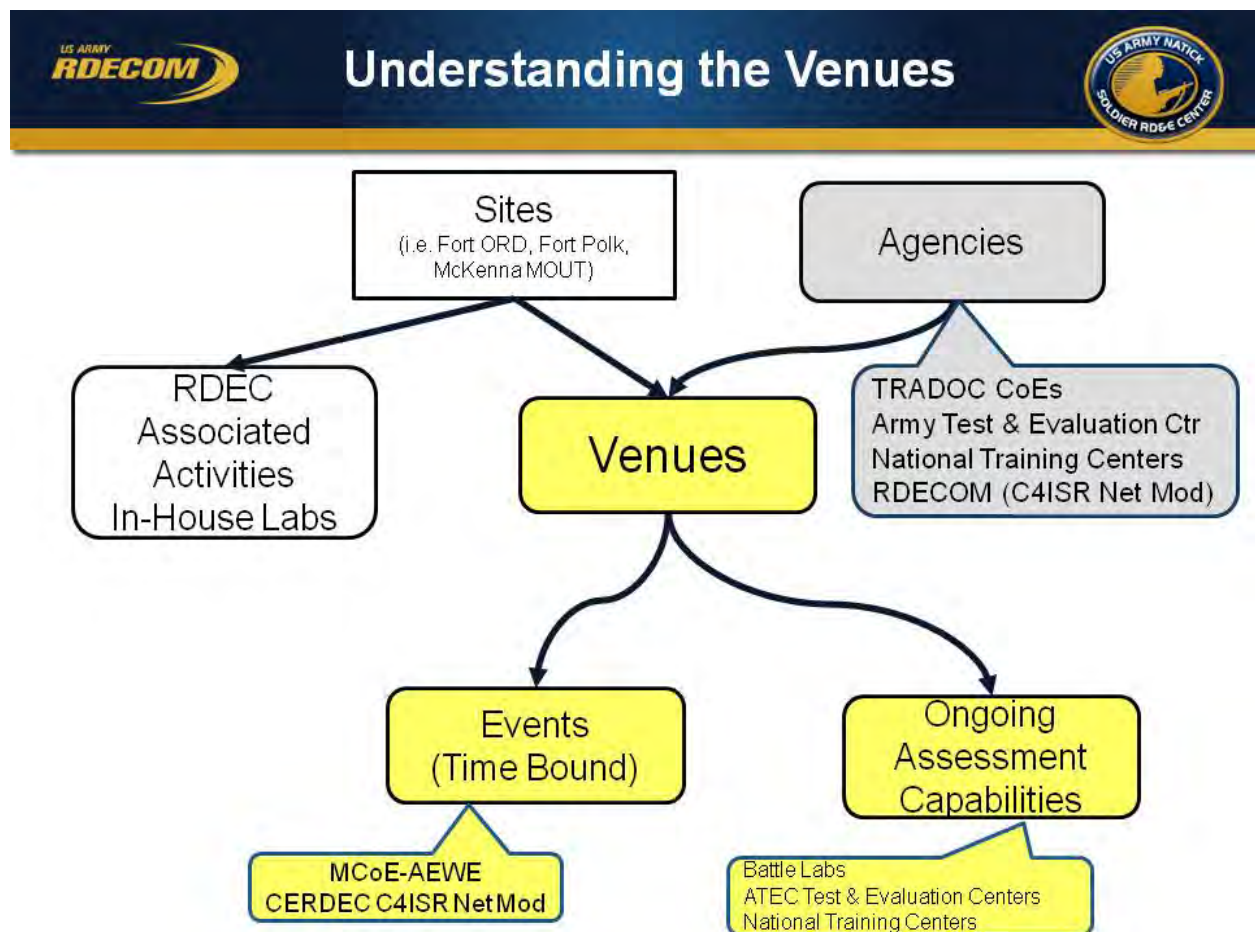 US ARMY
RDECOM
Understanding the Venues
US ARMY NATICK
SOLDIER RD&E CENTER
Sites
(i.e. Fort ORD, Fort Polk,
McKenna MOUT)
Agencies
RDEC
Associated
Activities
In-House Labs
Venues
TRADOC CoEs
Army Test & Evaluation Ctr
National Training Centers
RDECOM (C4ISR Net Mod)
Events
(Time Bound)
Ongoing
Assessment
Capabilities
MCoE-AEWE
CERDEC C4ISR Net Mod
Battle Labs
ATEC Test & Evaluation Centers
National Training Centers